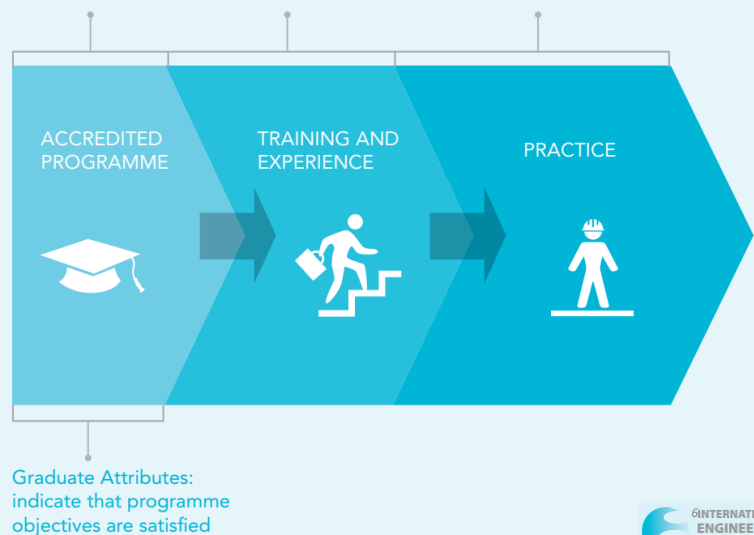 ACCREDITED
PROGRAMME
TRAINING AND
EXPERIENCE
PRACTICE
Graduate Attributes:
indicate that programme
objectives are satisfied